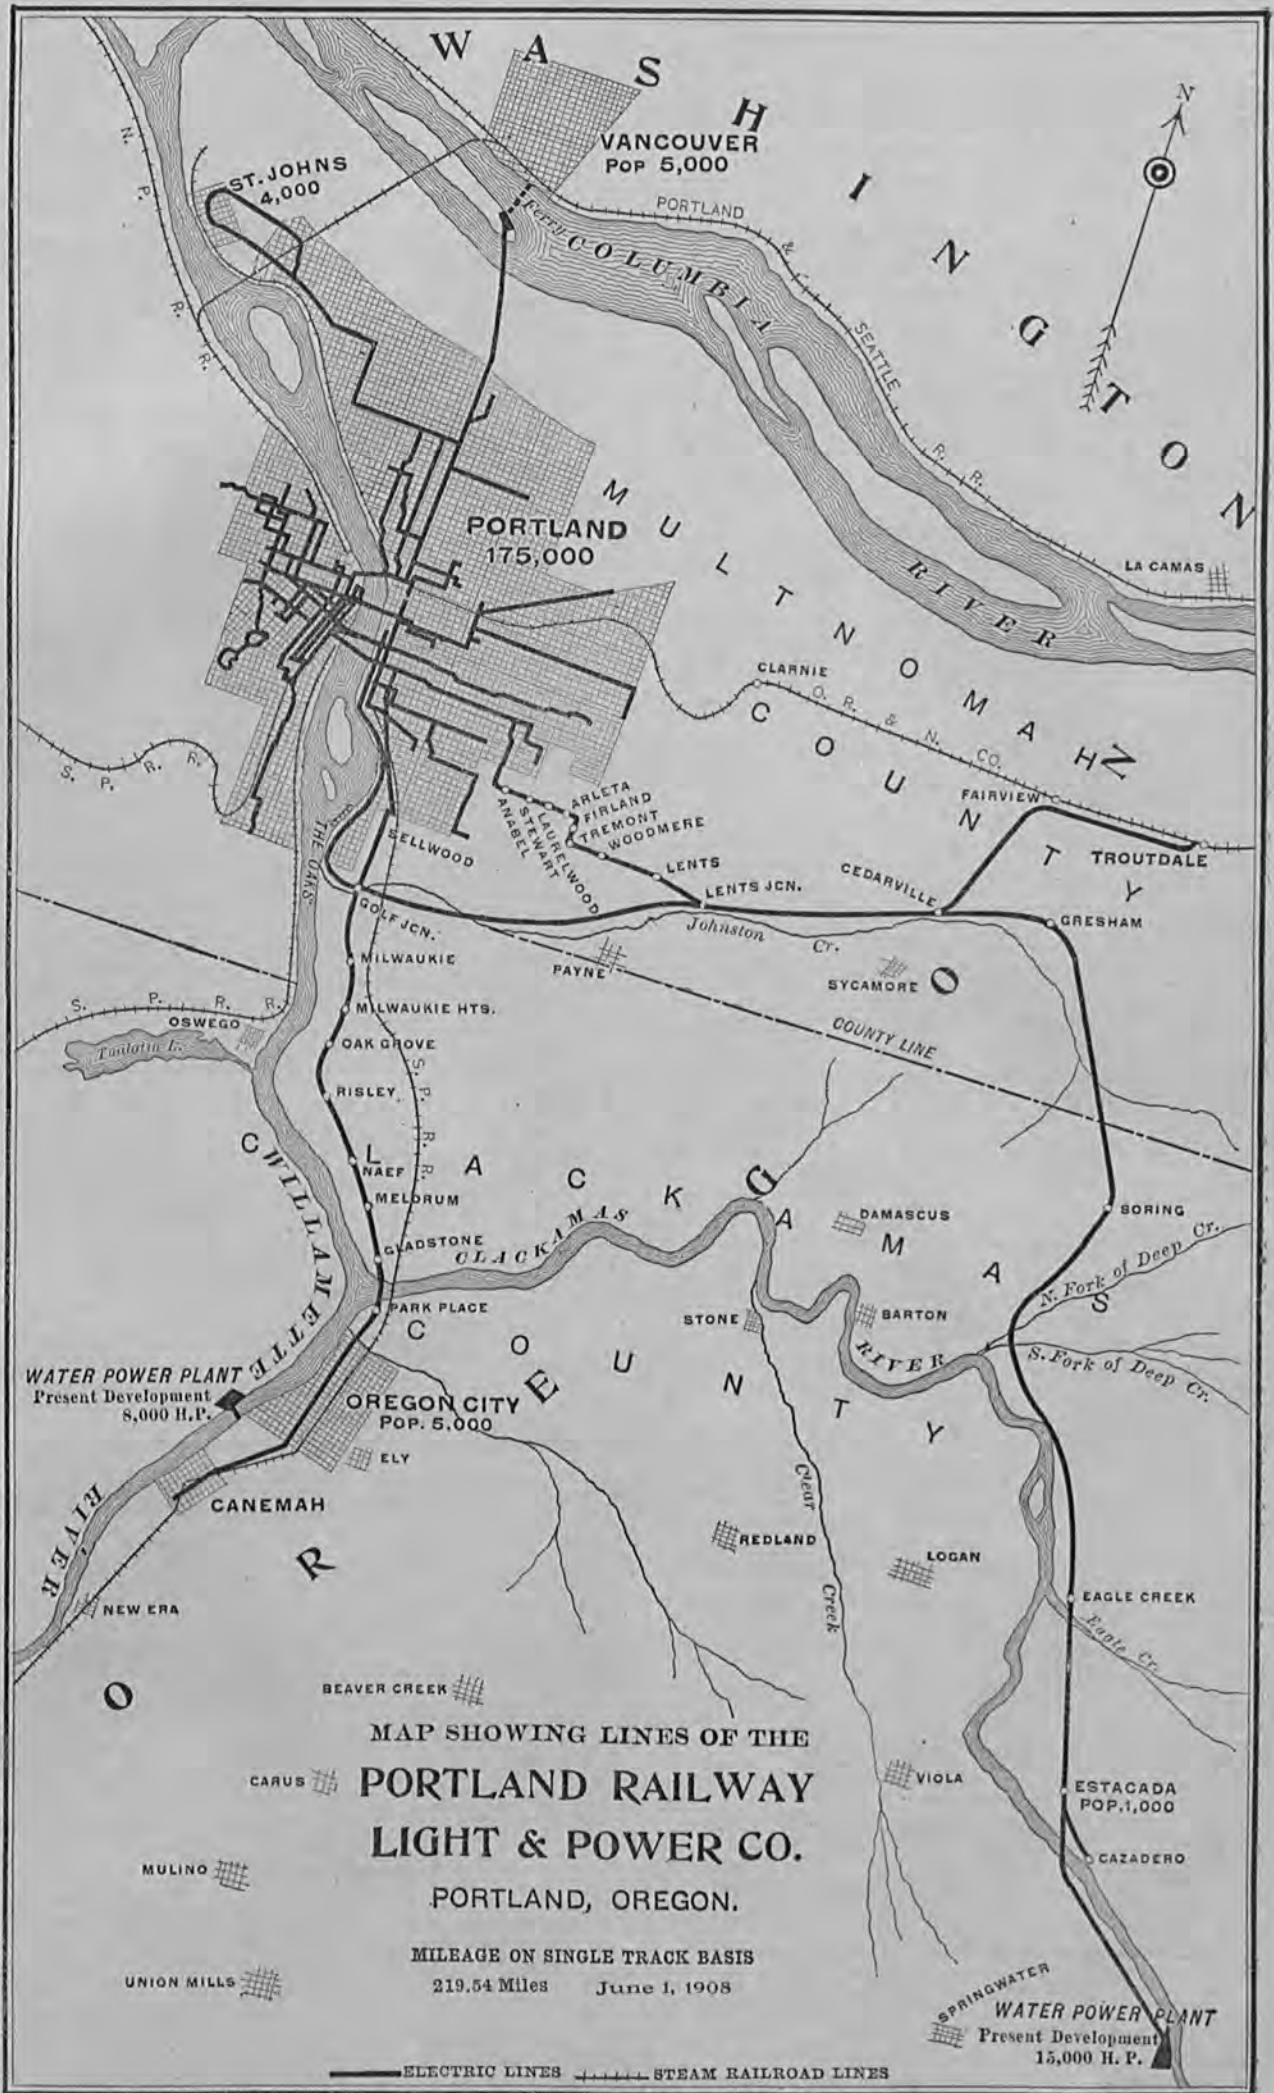 WASHINGTON
N
VANCOUVER
POP 5,000
N. P. R. R.
ST. JOHNS
4,000
PORTLAND & SEATTLE R. R.
Ferry
COLUMBIA RIVER
LA CAMAS
PORTLAND
175,000
MULTNOMAH
COUNTY
CLARNIE
O. R. & N. CO.
FAIRVIEW
TROUTDALE
S. P. R. R.
ARLETA
FIRLAND
TREMONT
WOODMERE
LAURELWOOD
STEWART
ANABEL
SELLWOOD
THE OAKS
LENTS
LENTS JCN.
CEDARVILLE
GRESHAM
GOLF JCN.
Johnston Cr.
MILWAUKIE
PAYNE
SYCAMORE
MILWAUKIE HTS.
S. P. R. R.
OSWEGO
Tualatin L.
OAK GROVE
COUNTY LINE
S. P. R. R.
RISLEY
CLACKAMAS
COUNTY
NAEF
MELDRUM
WILLAMETTE
RIVER
GLADSTONE
CLACKAMAS
RIVER
DAMASCUS
BORING
N. Fork of Deep Cr.
PARK PLACE
STONE
BARTON
S. Fork of Deep Cr.
WATER POWER PLANT
Present Development
8,000 H.P.
OREGON CITY
POP. 5,000
ELY
CANEMAH
OREGON
Clear Creek
REDLAND
LOGAN
NEW ERA
EAGLE CREEK
Eagle Cr.
BEAVER CREEK
MAP SHOWING LINES OF THE
CARUS
PORTLAND RAILWAY
LIGHT & POWER CO.
VIOLA
ESTACADA
POP. 1,000
CAZADERO
MULINO
PORTLAND, OREGON.
MILEAGE ON SINGLE TRACK BASIS
219.54 Miles June 1, 1908
UNION MILLS
SPRINGWATER
WATER POWER PLANT
Present Development
15,000 H. P.
ELECTRIC LINES STEAM RAILROAD LINES